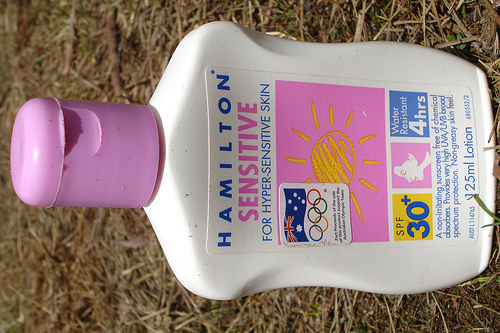 HAMILTON
SENSITIVE
FOR HYPER-SENSITIVE SKIN
SPF
30+
Water
Resistant
4hrs
A non-irritating sunscreen free of chemical
absorbers. Provides very high UVA/UVB broad
spectrum protection. Non-greasy skin feel.
125ml Lotion